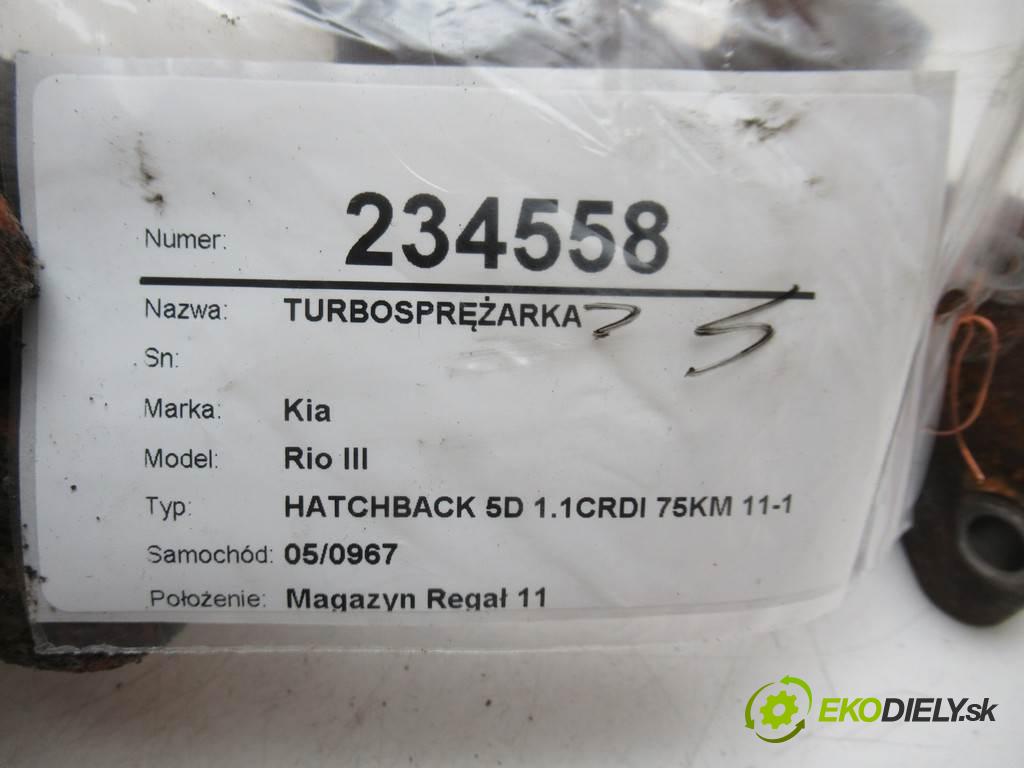 Numer: 234558
Nazwa: TURBOSPRĘŻARKA
Sn:
Marka: Kia
Model: Rio III
Typ: HATCHBACK 5D 1.1CRDI 75KM 11-1
Samochód: 05/0967
Położenie: Magazyn Regał 11
EKODIELY.sk